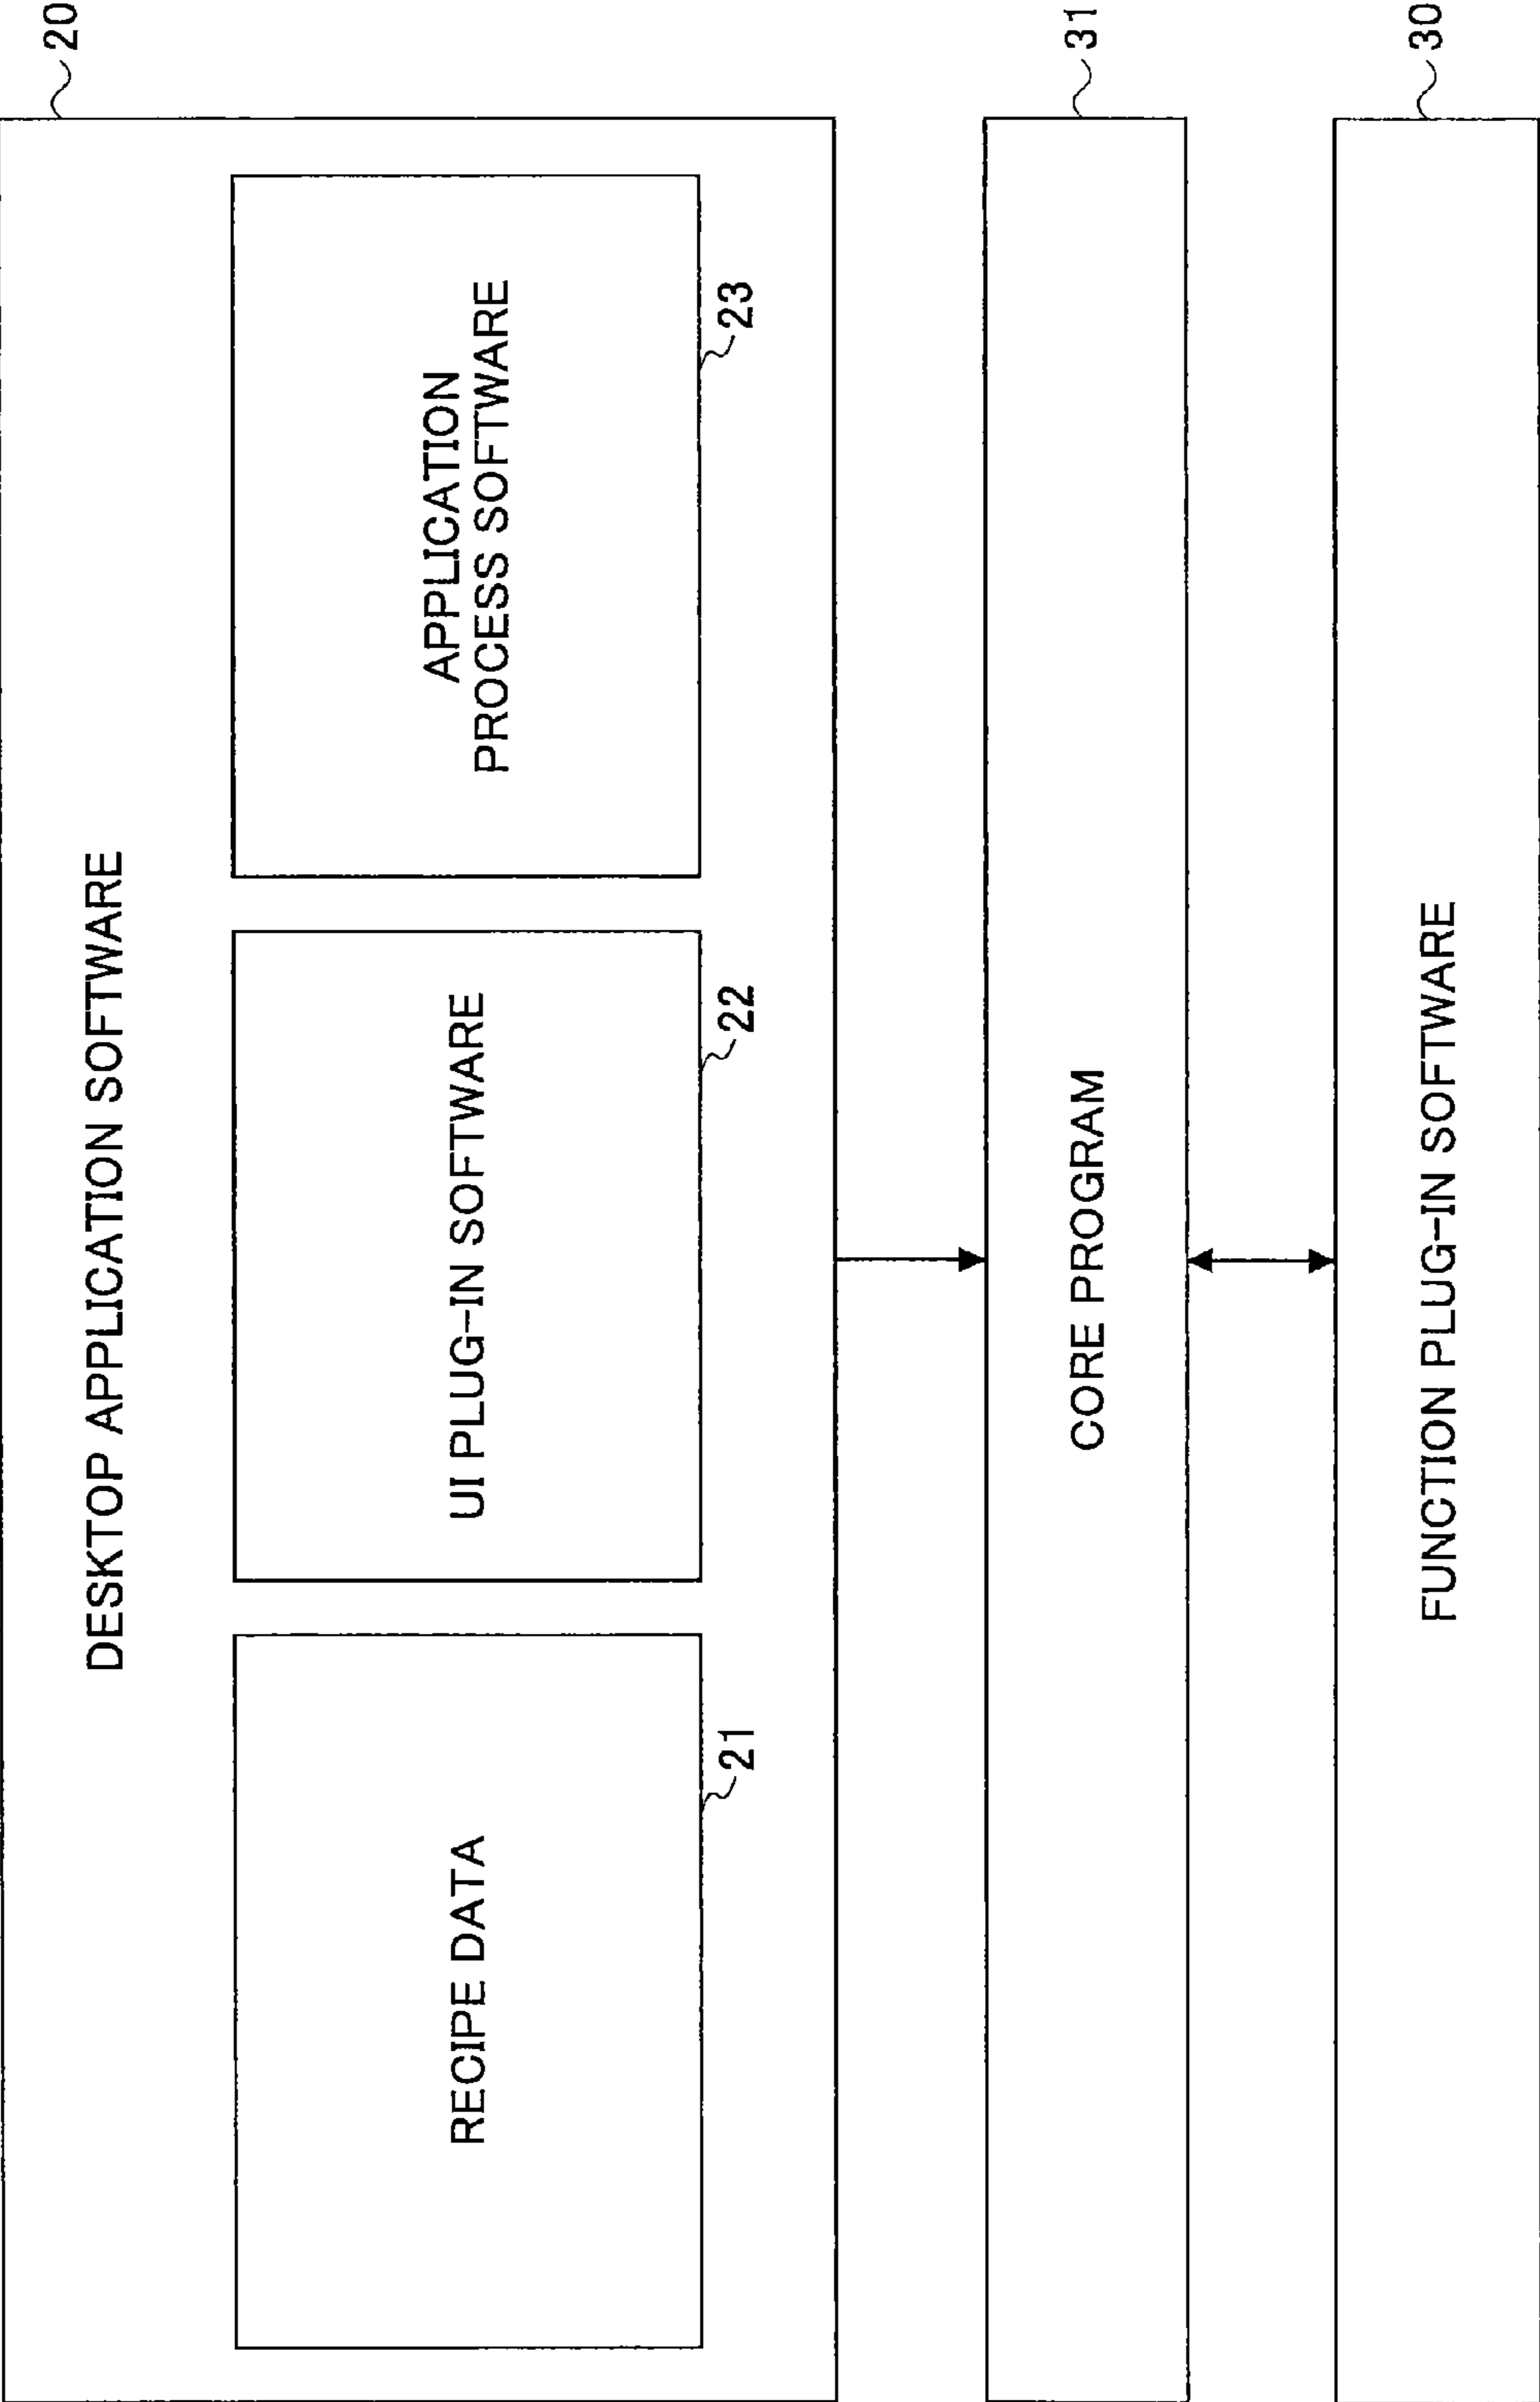 DESKTOP APPLICATION SOFTWARE
20
RECIPE DATA
21
UI PLUG-IN SOFTWARE
22
APPLICATION
PROCESS SOFTWARE
23
CORE PROGRAM
31
FUNCTION PLUG-IN SOFTWARE
30